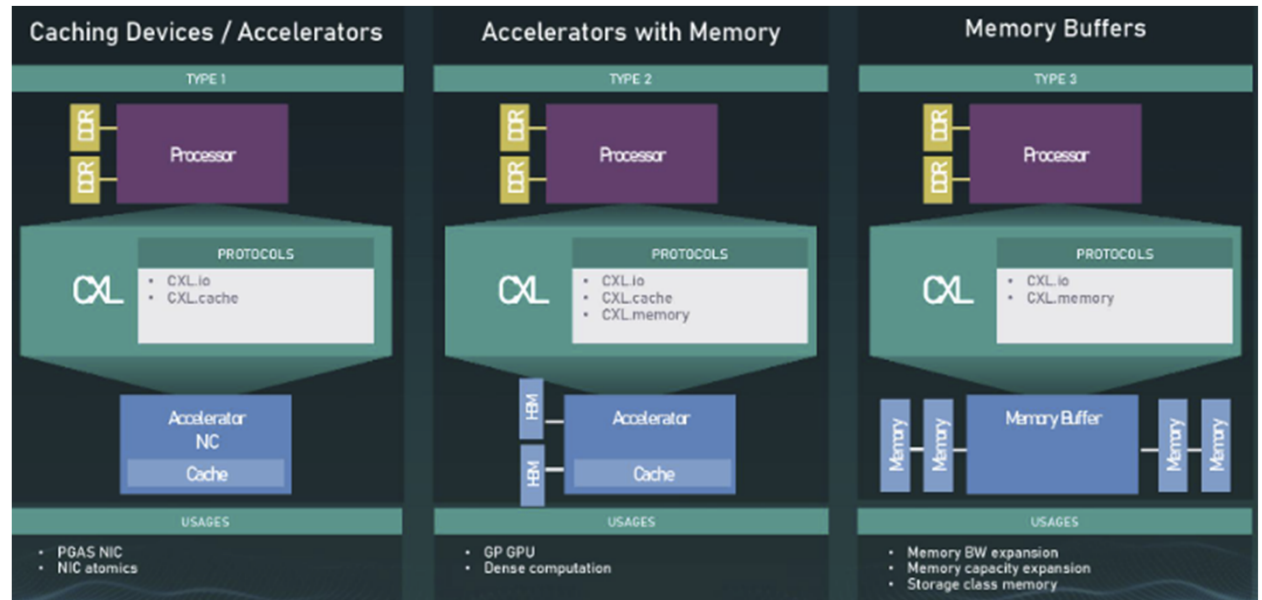 Caching Devices / Accelerators
TYPE 1
DDR
DDR
Processor
CXL
PROTOCOLS
• CXL.io
• CXL.cache
Accelerator
NC
Cache
USAGES
• PGAS NIC
• NIC atomics
Accelerators with Memory
TYPE 2
DDR
DDR
Processor
CXL
PROTOCOLS
• CXL.io
• CXL.cache
• CXL.memory
HBM
HBM
Accelerator
Cache
USAGES
• GP GPU
• Dense computation
Memory Buffers
TYPE 3
DDR
DDR
Processor
CXL
PROTOCOLS
• CXL.io
• CXL.memory
Memory
Memory
Memory Buffer
Memory
Memory
USAGES
• Memory BW expansion
• Memory capacity expansion
• Storage class memory